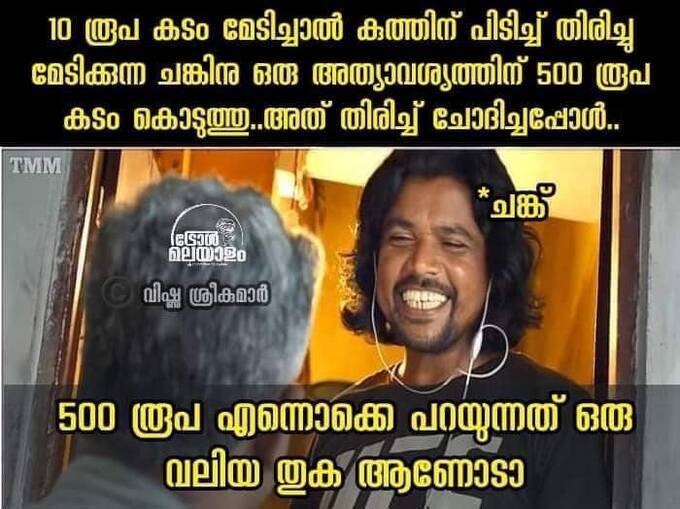 10 രൂപ കടം മേടിച്ചാൽ കുത്തിന് പിടിച്ച് തിരിച്ചു
മേടിക്കുന്ന ചങ്കിനു ഒരു അത്യാവശ്യത്തിന് 500 രൂപ
കടം കൊടുത്തു..അത് തിരിച്ച് ചോദിച്ചപ്പോൾ..
TMM
*ചങ്ക്
ട്രോൾ
മലയാളം
© വിഷ്ണു ശ്രീകുമാർ
500 രൂപ എന്നൊക്കെ പറയുന്നത് ഒരു
വലിയ തുക ആണോടാ